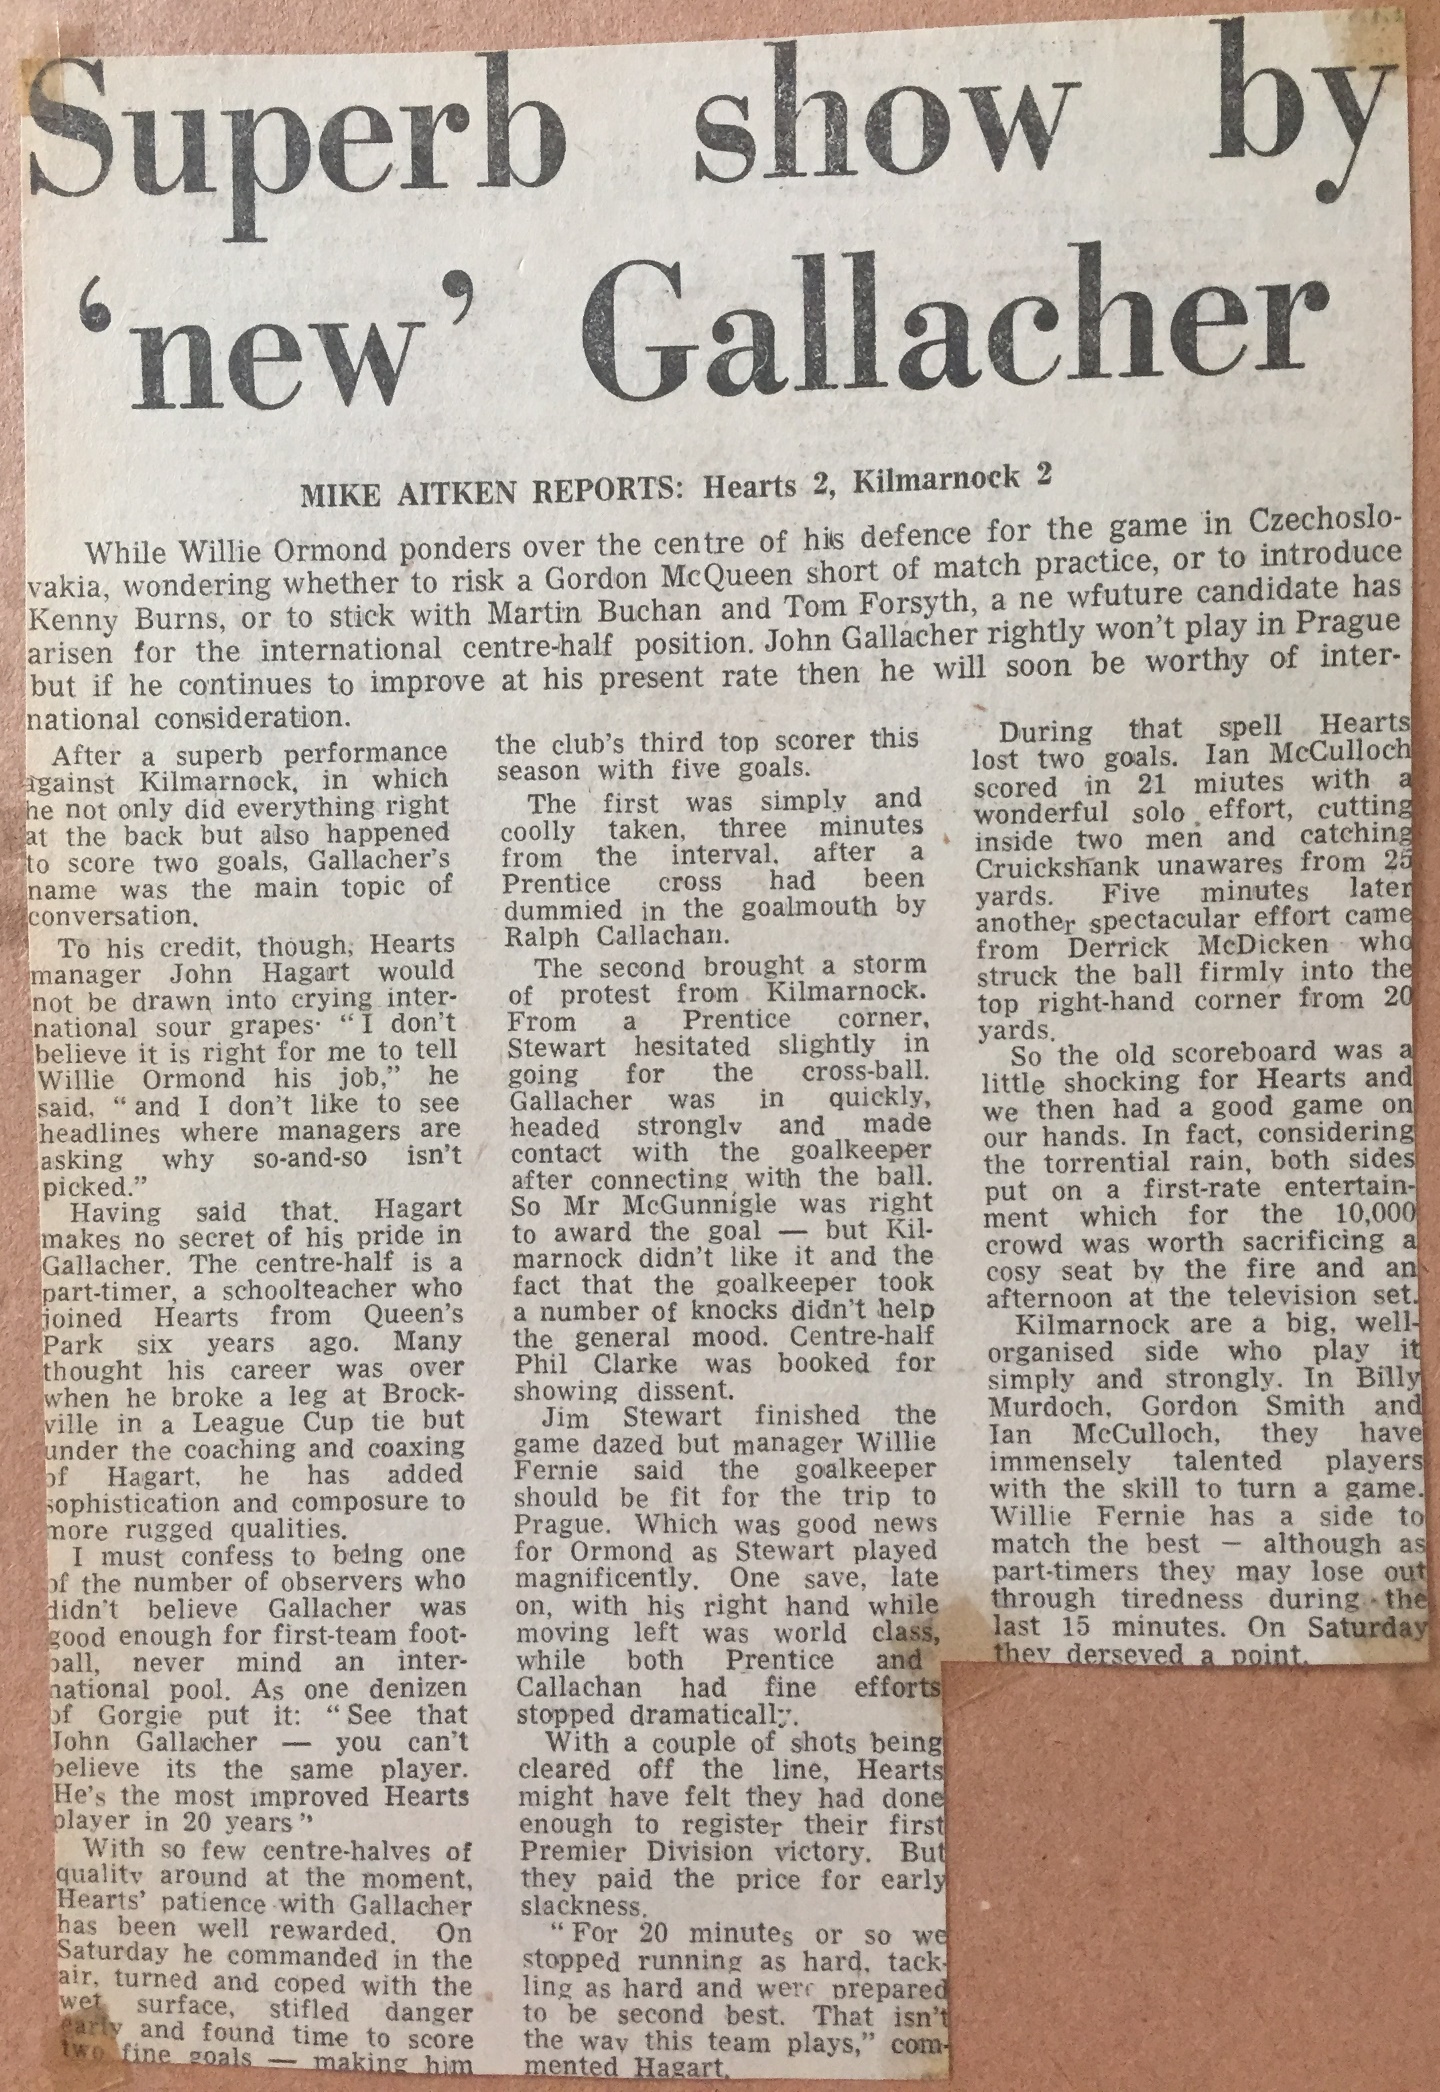 Superb show by
‘new’ Gallacher
MIKE AITKEN REPORTS: Hearts 2, Kilmarnock 2
While Willie Ormond ponders over the centre of his defence for the game in Czechoslo-
vakia, wondering whether to risk a Gordon McQueen short of match practice, or to introduce
Kenny Burns, or to stick with Martin Buchan and Tom Forsyth, a ne wfuture candidate has
arisen for the international centre-half position. John Gallacher rightly won't play in Prague
but if he continues to improve at his present rate then he will soon be worthy of inter-
national consideration.
After a superb performance
against Kilmarnock, in which
he not only did everything right
at the back but also happened
to score two goals, Gallacher's
name was the main topic of
conversation.
To his credit, though, Hearts
manager John Hagart would
not be drawn into crying inter-
national sour grapes. “I don't
believe it is right for me to tell
Willie Ormond his job,” he
said, “and I don't like to see
headlines where managers are
asking why so-and-so isn't
picked.”
Having said that, Hagart
makes no secret of his pride in
Gallacher. The centre-half is a
part-timer, a schoolteacher who
joined Hearts from Queen's
Park six years ago. Many
thought his career was over
when he broke a leg at Brock-
ville in a League Cup tie but
under the coaching and coaxing
of Hagart, he has added
sophistication and composure to
more rugged qualities.
I must confess to being one
of the number of observers who
didn't believe Gallacher was
good enough for first-team foot-
ball, never mind an inter-
national pool. As one denizen
of Gorgie put it: “See that
John Gallacher — you can't
believe its the same player.
He's the most improved Hearts
player in 20 years”
With so few centre-halves of
quality around at the moment,
Hearts' patience with Gallacher
has been well rewarded. On
Saturday he commanded in the
air, turned and coped with the
wet surface, stifled danger
early and found time to score
two fine goals — making him
the club's third top scorer this
season with five goals.
The first was simply and
coolly taken, three minutes
from the interval, after a
Prentice cross had been
dummied in the goalmouth by
Ralph Callachan.
The second brought a storm
of protest from Kilmarnock.
From a Prentice corner,
Stewart hesitated slightly in
going for the cross-ball.
Gallacher was in quickly,
headed strongly and made
contact with the goalkeeper
after connecting with the ball.
So Mr McGunnigle was right
to award the goal — but Kil-
marnock didn't like it and the
fact that the goalkeeper took
a number of knocks didn't help
the general mood. Centre-half
Phil Clarke was booked for
showing dissent.
Jim Stewart finished the
game dazed but manager Willie
Fernie said the goalkeeper
should be fit for the trip to
Prague. Which was good news
for Ormond as Stewart played
magnificently. One save, late
on, with his right hand while
moving left was world class,
while both Prentice and
Callachan had fine efforts
stopped dramatically.
With a couple of shots being
cleared off the line, Hearts
might have felt they had done
enough to register their first
Premier Division victory. But
they paid the price for early
slackness.
“For 20 minutes or so we
stopped running as hard, tack-
ling as hard and were prepared
to be second best. That isn't
the way this team plays,” com-
mented Hagart.
During that spell Hearts
lost two goals. Ian McCulloch
scored in 21 miutes with a
wonderful solo effort, cutting
inside two men and catching
Cruickshank unawares from 25
yards. Five minutes later
another spectacular effort came
from Derrick McDicken who
struck the ball firmly into the
top right-hand corner from 20
yards.
So the old scoreboard was a
little shocking for Hearts and
we then had a good game on
our hands. In fact, considering
the torrential rain, both sides
put on a first-rate entertain-
ment which for the 10,000
crowd was worth sacrificing a
cosy seat by the fire and an
afternoon at the television set.
Kilmarnock are a big, well-
organised side who play it
simply and strongly. In Billy
Murdoch, Gordon Smith and
Ian McCulloch, they have
immensely talented players
with the skill to turn a game.
Willie Fernie has a side to
match the best — although as
part-timers they may lose out
through tiredness during the
last 15 minutes. On Saturday
they derseved a point.